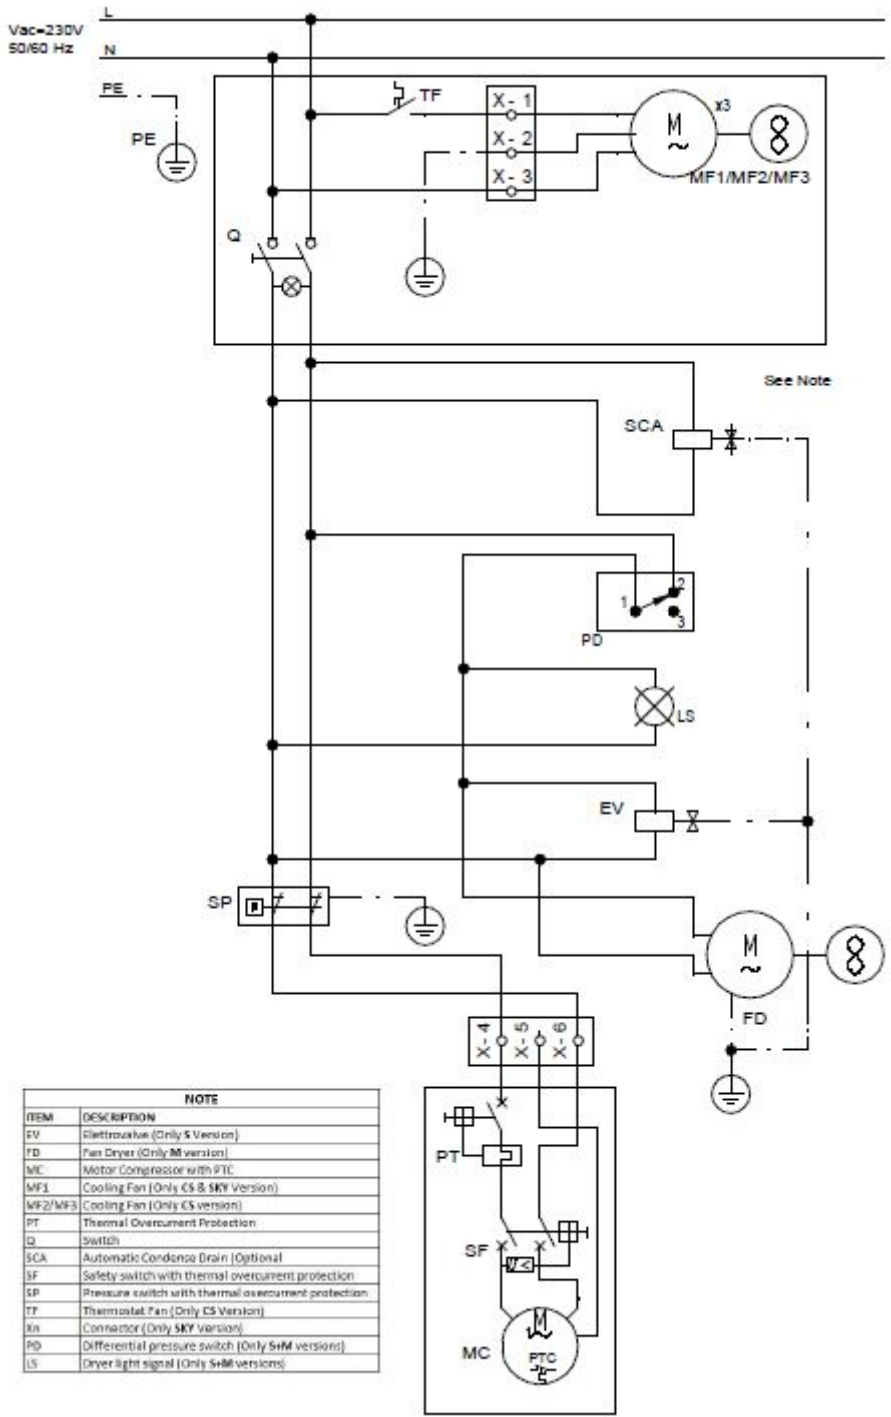 L
Vac=230V
50/60 Hz
N
PE
PE
TF
X- 1
X- 2
X- 3
M
~
x3
MF1/MF2/MF3
Q
See Note
SCA
1
2
3
PD
LS
EV
SP
P
M
~
FD
X-4
X-5
X-6
PT
SF
M
MC
PTC
NOTE
ITEM DESCRIPTION
EV Elettrovalve (Only S Version)
FD Fan Dryer (Only M version)
MC Motor Compressor with PTC
MF1 Cooling Fan (Only CS & SKY Version)
MF2/MF3 Cooling Fan (Only CS version)
PT Thermal Overcurrent Protection
Q Switch
SCA Automatic Condense Drain (Optional
SF Safety switch with thermal overcurrent protection
SP Pressure switch with thermal overcurrent protection
TF Thermostat Fan (Only CS Version)
Xn Connector (Only SKY Version)
PD Differential pressure switch (Only S+M versions)
LS Dryer light signal (Only S+M versions)